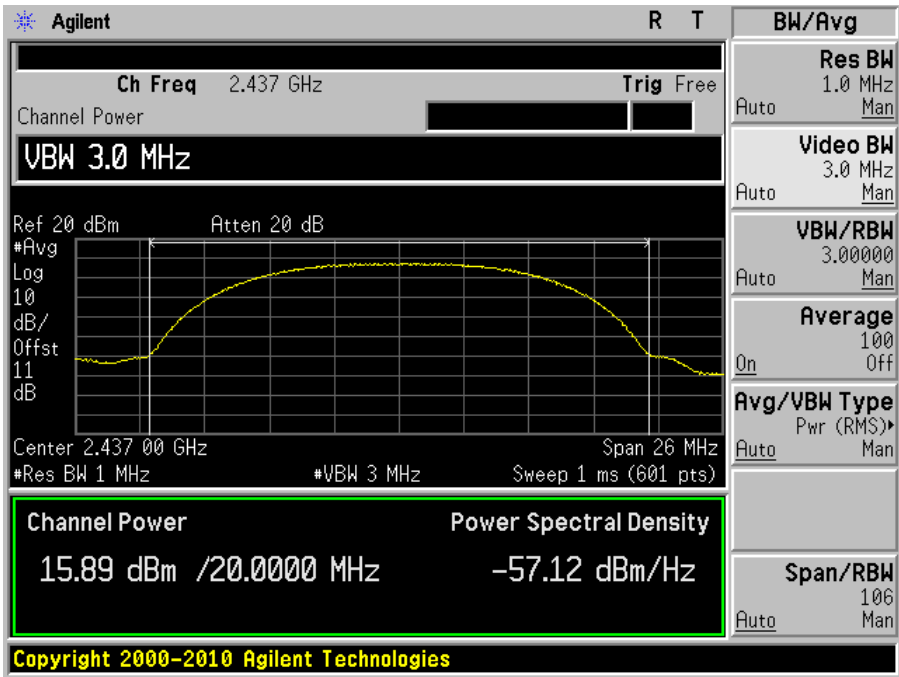 Agilent R T
BW/Avg
Ch Freq 2.437 GHz Trig Free
Channel Power
VBW 3.0 MHz
Ref 20 dBm Atten 20 dB
#Avg
Log
10
dB/
Offst
11
dB
Center 2.437 00 GHz Span 26 MHz
#Res BW 1 MHz #VBW 3 MHz Sweep 1 ms (601 pts)
Channel Power Power Spectral Density
15.89 dBm /20.0000 MHz -57.12 dBm/Hz
Res BW
1.0 MHz
Auto Man
Video BW
3.0 MHz
Auto Man
VBW/RBW
3.00000
Auto Man
Average
100
On Off
Avg/VBW Type
Pwr (RMS)▸
Auto Man
Span/RBW
106
Auto Man
Copyright 2000-2010 Agilent Technologies